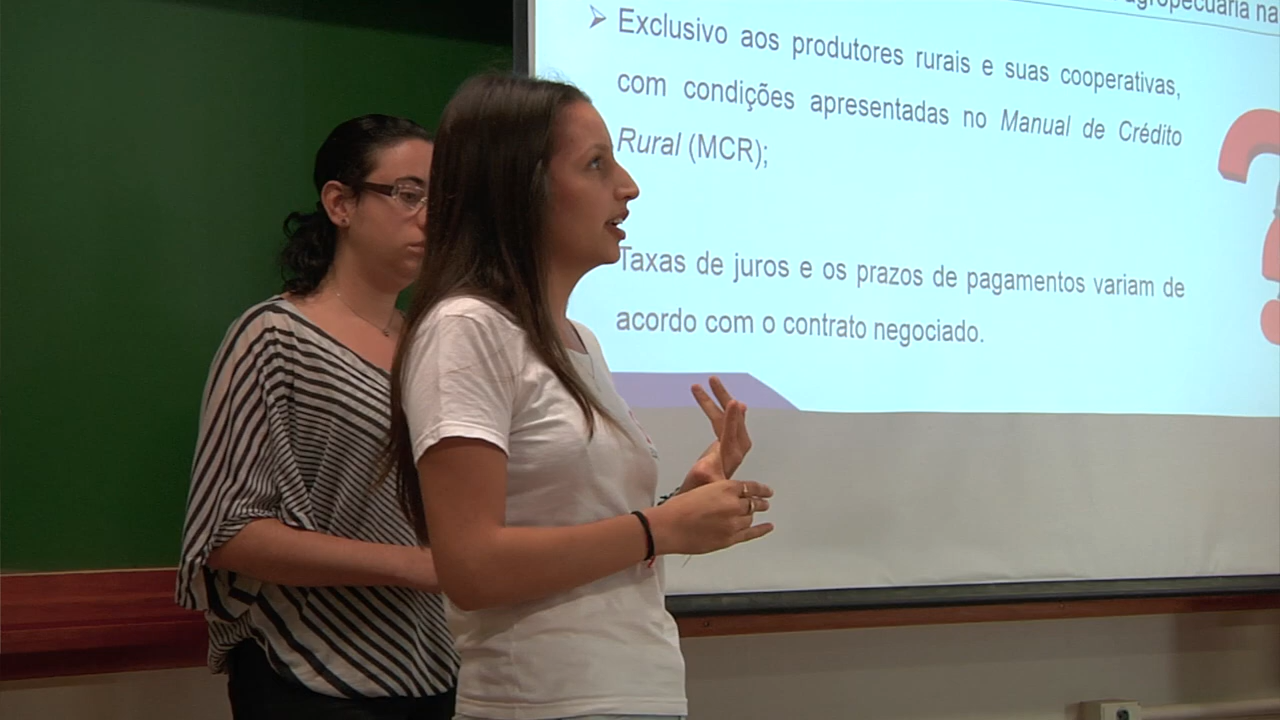 agropecuária na
➢ Exclusivo aos produtores rurais e suas cooperativas,
com condições apresentadas no Manual de Crédito
Rural (MCR);
Taxas de juros e os prazos de pagamentos variam de
acordo com o contrato negociado.